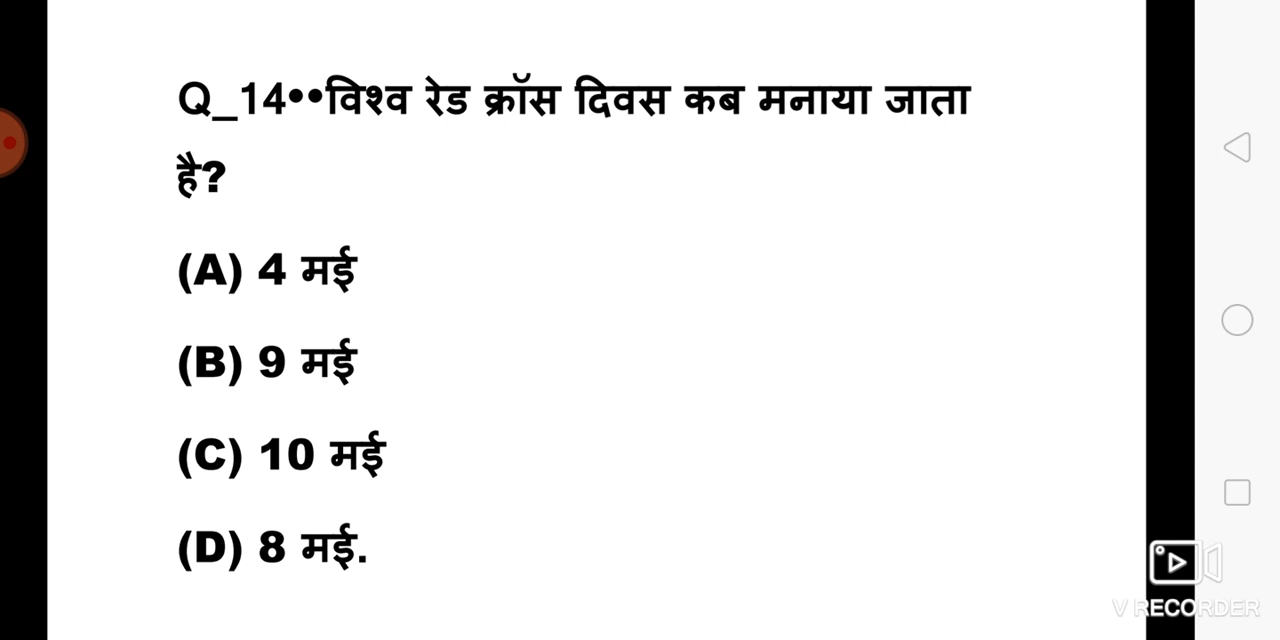 Q_14••विश्व रेड क्रॉस दिवस कब मनाया जाता
है?
(A) 4 मई
(B) 9 मई
(C) 10 मई
(D) 8 मई.
V RECORDER